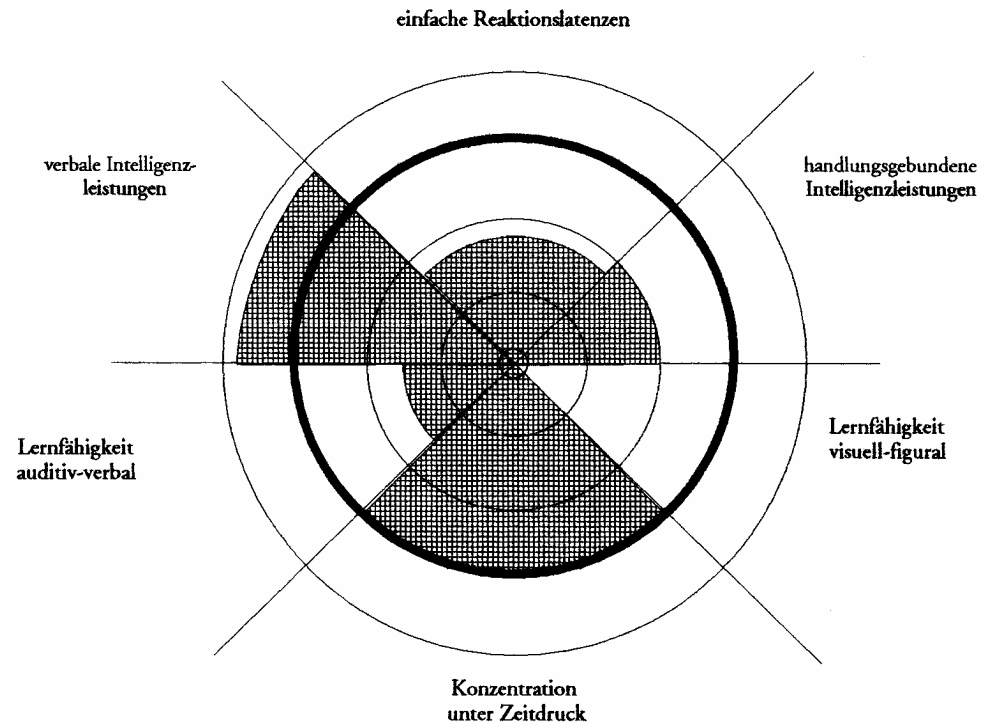 einfache Reaktionslatenzen
verbale Intelligenz-
leistungen
handlungsgebundene
Intelligenzleistungen
Lernfähigkeit
auditiv-verbal
Lernfähigkeit
visuell-figural
Konzentration
unter Zeitdruck